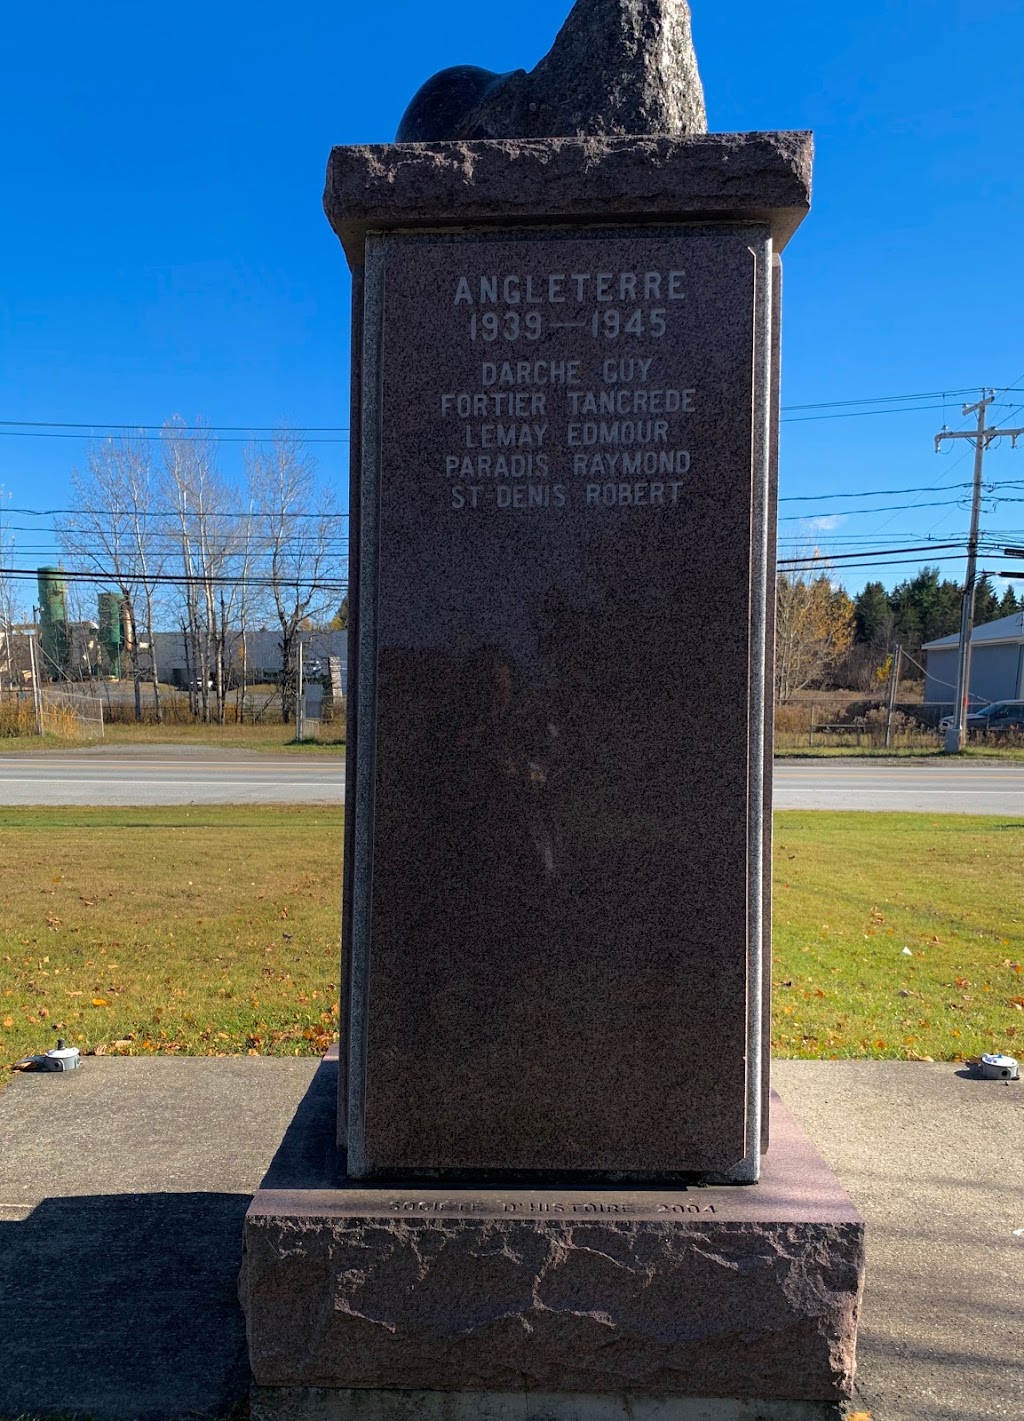 ANGLETERRE
1939—1945
DARCHE GUY
FORTIER TANCREDE
LEMAY EDMOUR
PARADIS RAYMOND
ST DENIS ROBERT
SOCIETE D'HISTOIRE 2004